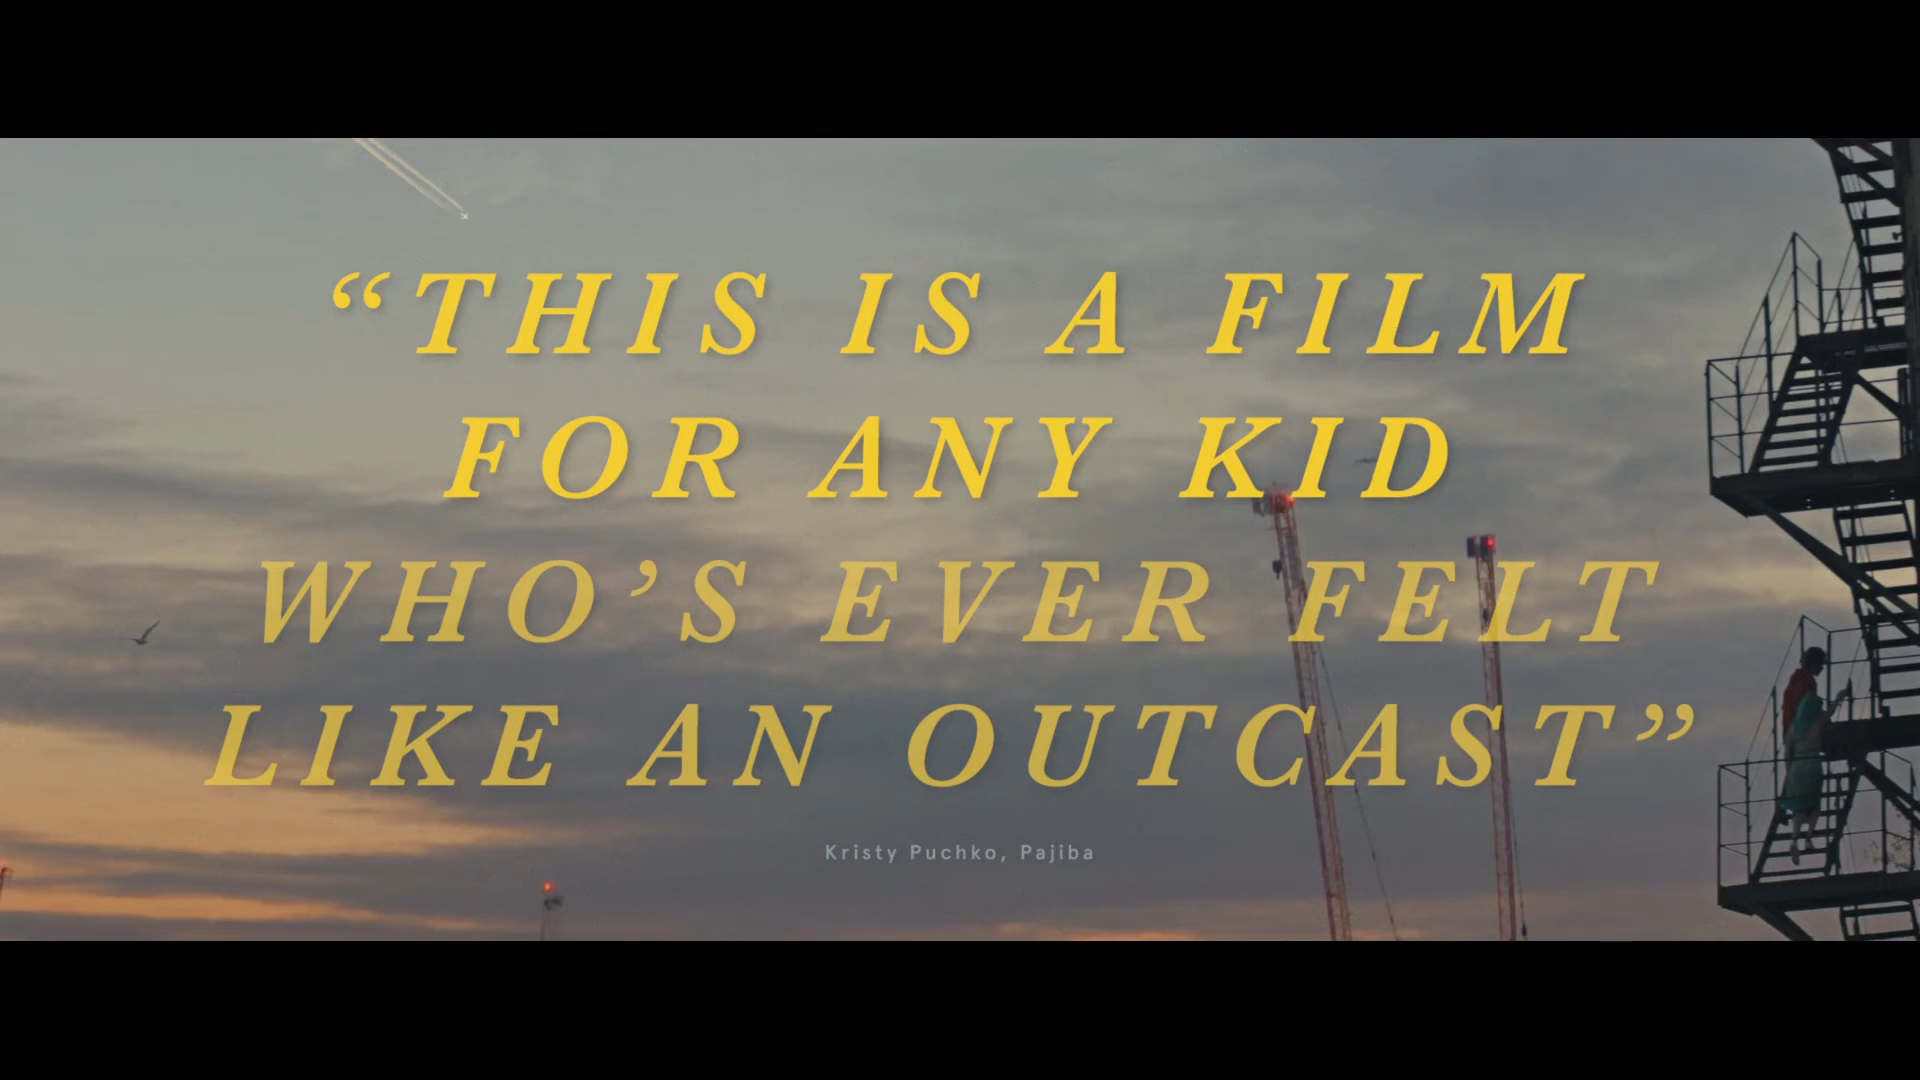 “THIS IS A FILM
FOR ANY KID
WHO’S EVER FELT
LIKE AN OUTCAST”
Kristy Puchko, Pajiba